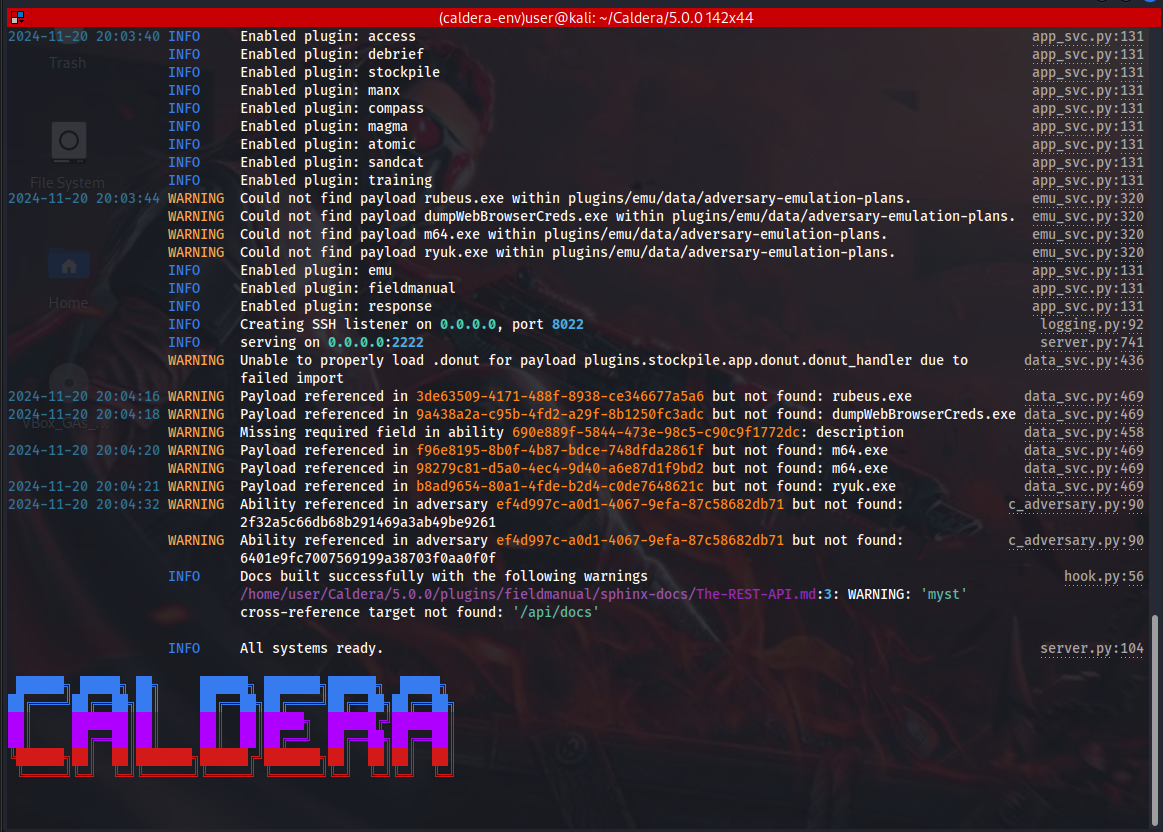 (caldera-env)user@kali: ~/Caldera/5.0.0 142x44
2024-11-20 20:03:40 INFO Enabled plugin: access app_svc.py:131
INFO Enabled plugin: debrief app_svc.py:131
Trash
INFO Enabled plugin: stockpile app_svc.py:131
INFO Enabled plugin: manx app_svc.py:131
INFO Enabled plugin: compass app_svc.py:131
INFO Enabled plugin: magma app_svc.py:131
INFO Enabled plugin: atomic app_svc.py:131
INFO Enabled plugin: sandcat app_svc.py:131
INFO Enabled plugin: training app_svc.py:131
File System
2024-11-20 20:03:44 WARNING Could not find payload rubeus.exe within plugins/emu/data/adversary-emulation-plans. emu_svc.py:320
WARNING Could not find payload dumpWebBrowserCreds.exe within plugins/emu/data/adversary-emulation-plans. emu_svc.py:320
WARNING Could not find payload m64.exe within plugins/emu/data/adversary-emulation-plans. emu_svc.py:320
WARNING Could not find payload ryuk.exe within plugins/emu/data/adversary-emulation-plans. emu_svc.py:320
INFO Enabled plugin: emu app_svc.py:131
INFO Enabled plugin: fieldmanual app_svc.py:131
Home
INFO Enabled plugin: response app_svc.py:131
INFO Creating SSH listener on 0.0.0.0, port 8022 logging.py:92
INFO serving on 0.0.0.0:2222 server.py:741
WARNING Unable to properly load .donut for payload plugins.stockpile.app.donut.donut_handler due to data_svc.py:436
failed import
2024-11-20 20:04:16 WARNING Payload referenced in 3de63509-4171-488f-8938-ce346677a5a6 but not found: rubeus.exe data_svc.py:469
2024-11-20 20:04:18 WARNING Payload referenced in 9a438a2a-c95b-4fd2-a29f-8b1250fc3adc but not found: dumpWebBrowserCreds.exe data_svc.py:469
VBox_GAs_...
WARNING Missing required field in ability 690e889f-5844-473e-98c5-c90c9f1772dc: description data_svc.py:458
2024-11-20 20:04:20 WARNING Payload referenced in f96e8195-8b0f-4b87-bdce-748dfda2861f but not found: m64.exe data_svc.py:469
WARNING Payload referenced in 98279c81-d5a0-4ec4-9d40-a6e87d1f9bd2 but not found: m64.exe data_svc.py:469
2024-11-20 20:04:21 WARNING Payload referenced in b8ad9654-80a1-4fde-b2d4-c0de7648621c but not found: ryuk.exe data_svc.py:469
2024-11-20 20:04:32 WARNING Ability referenced in adversary ef4d997c-a0d1-4067-9efa-87c58682db71 but not found: c_adversary.py:90
2f32a5c66db68b291469a3ab49be9261
WARNING Ability referenced in adversary ef4d997c-a0d1-4067-9efa-87c58682db71 but not found: c_adversary.py:90
6401e9fc7007569199a38703f0aa0f0f
INFO Docs built successfully with the following warnings hook.py:56
/home/user/Caldera/5.0.0/plugins/fieldmanual/sphinx-docs/The-REST-API.md:3: WARNING: 'myst'
cross-reference target not found: '/api/docs'
INFO All systems ready. server.py:104
CALDERA